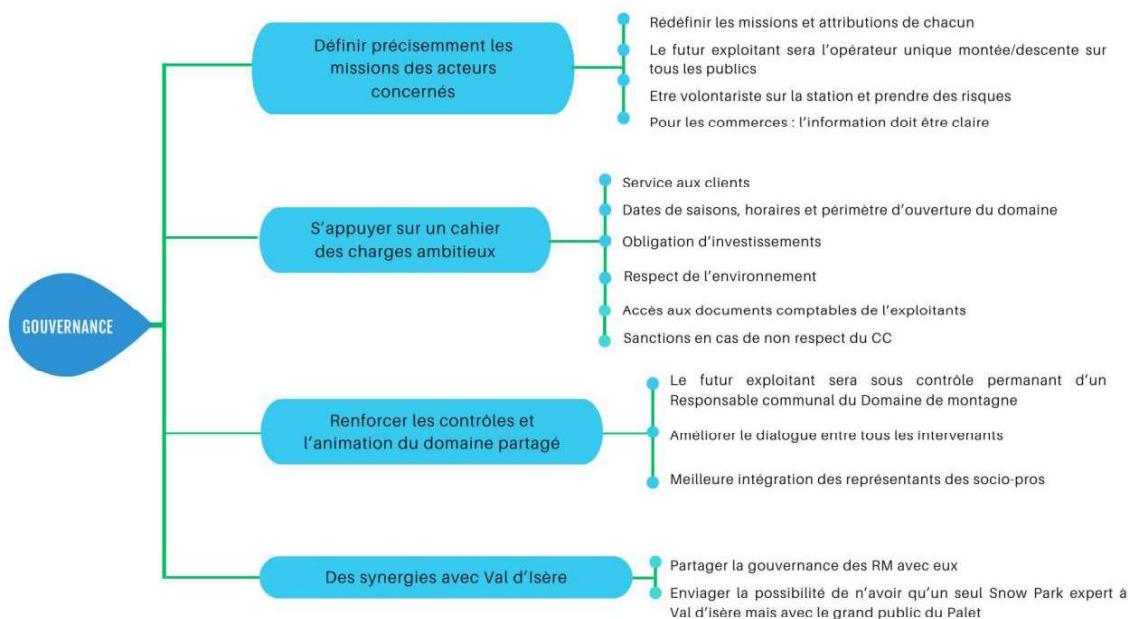 GOUVERNANCE
Définir précisemment les
missions des acteurs
concernés
Rédéfinir les missions et attributions de chacun
Le futur exploitant sera l'opérateur unique montée/descente sur
tous les publics
Etre volontariste sur la station et prendre des risques
Pour les commerces : l'information doit être claire
S'appuyer sur un cahier
des charges ambitieux
Service aux clients
Dates de saisons, horaires et périmètre d'ouverture du domaine
Obligation d'investissements
Respect de l'environnement
Accès aux documents comptables de l'exploitants
Sanctions en cas de non respect du CC
Renforcer les contrôles et
l'animation du domaine partagé
Le futur exploitant sera sous contrôle permanant d'un
Responsable communal du Domaine de montagne
Améliorer le dialogue entre tous les intervenants
Meilleure intégration des représentants des socio-pros
Des synergies avec Val d'Isère
Partager la gouvernance des RM avec eux
Enviager la possibilité de n'avoir qu'un seul Snow Park expert à
Val d'isère mais avec le grand public du Palet